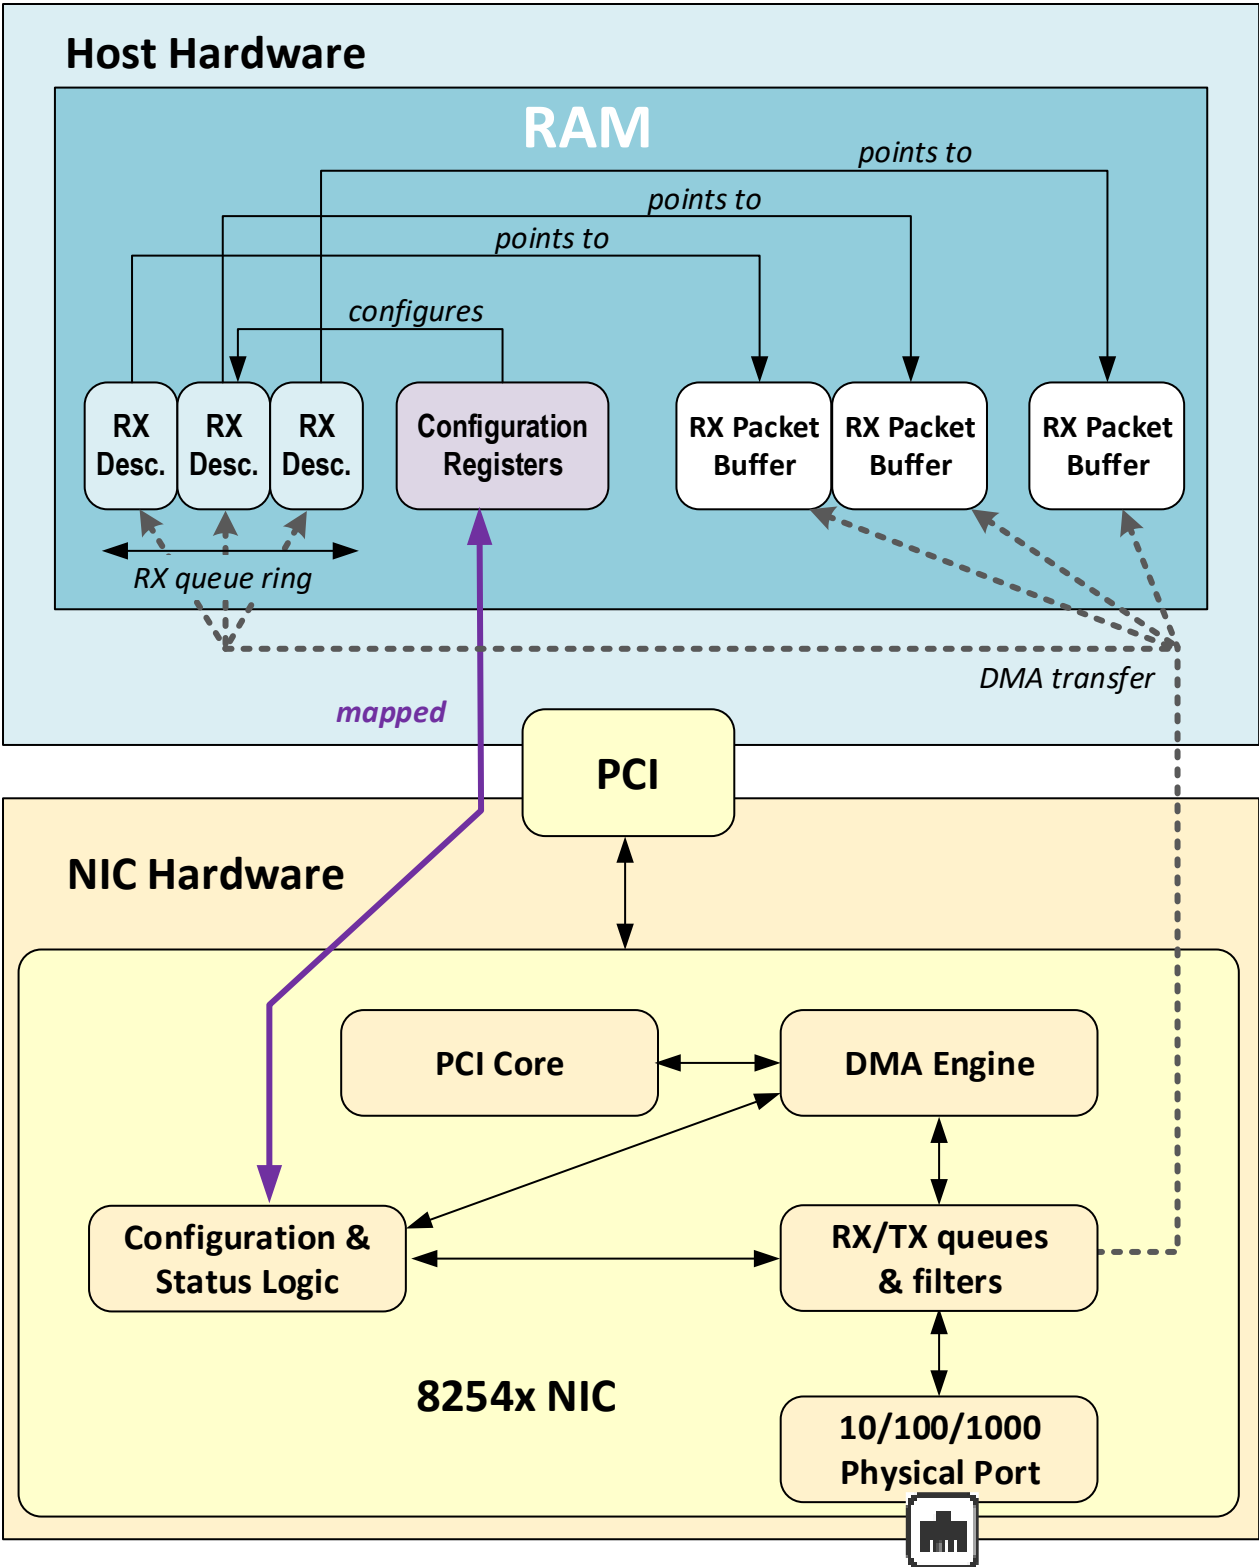 Host Hardware
RAM
points to
points to
points to
configures
RX
Desc.
RX
Desc.
RX
Desc.
Configuration
Registers
RX Packet
Buffer
RX Packet
Buffer
RX Packet
Buffer
RX queue ring
DMA transfer
mapped
PCI
NIC Hardware
PCI Core
DMA Engine
Configuration &
Status Logic
RX/TX queues
& filters
8254x NIC
10/100/1000
Physical Port